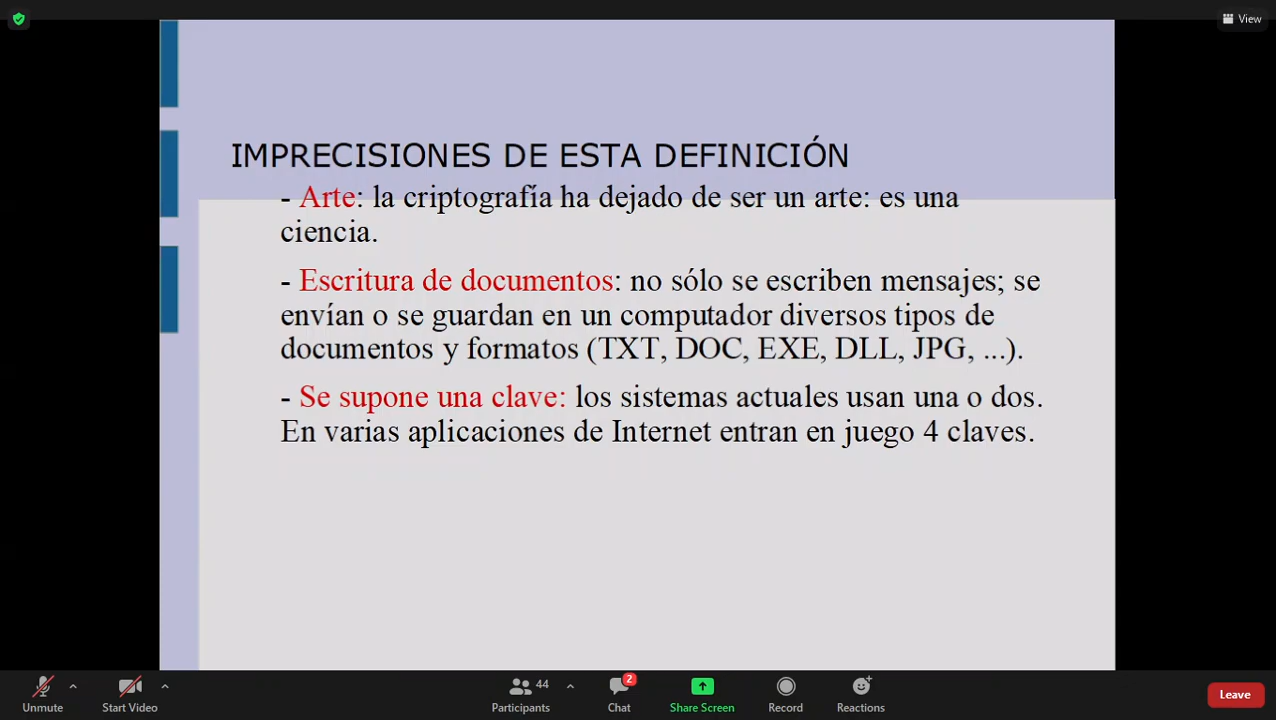 View
IMPRECISIONES DE ESTA DEFINICIÓN
- Arte: la criptografía ha dejado de ser un arte: es una
ciencia.
- Escritura de documentos: no sólo se escriben mensajes; se
envían o se guardan en un computador diversos tipos de
documentos y formatos (TXT, DOC, EXE, DLL, JPG, ...).
- Se supone una clave: los sistemas actuales usan una o dos.
En varias aplicaciones de Internet entran en juego 4 claves.
44
2
Unmute
Start Video
Participants
Chat
Share Screen
Record
Reactions
Leave